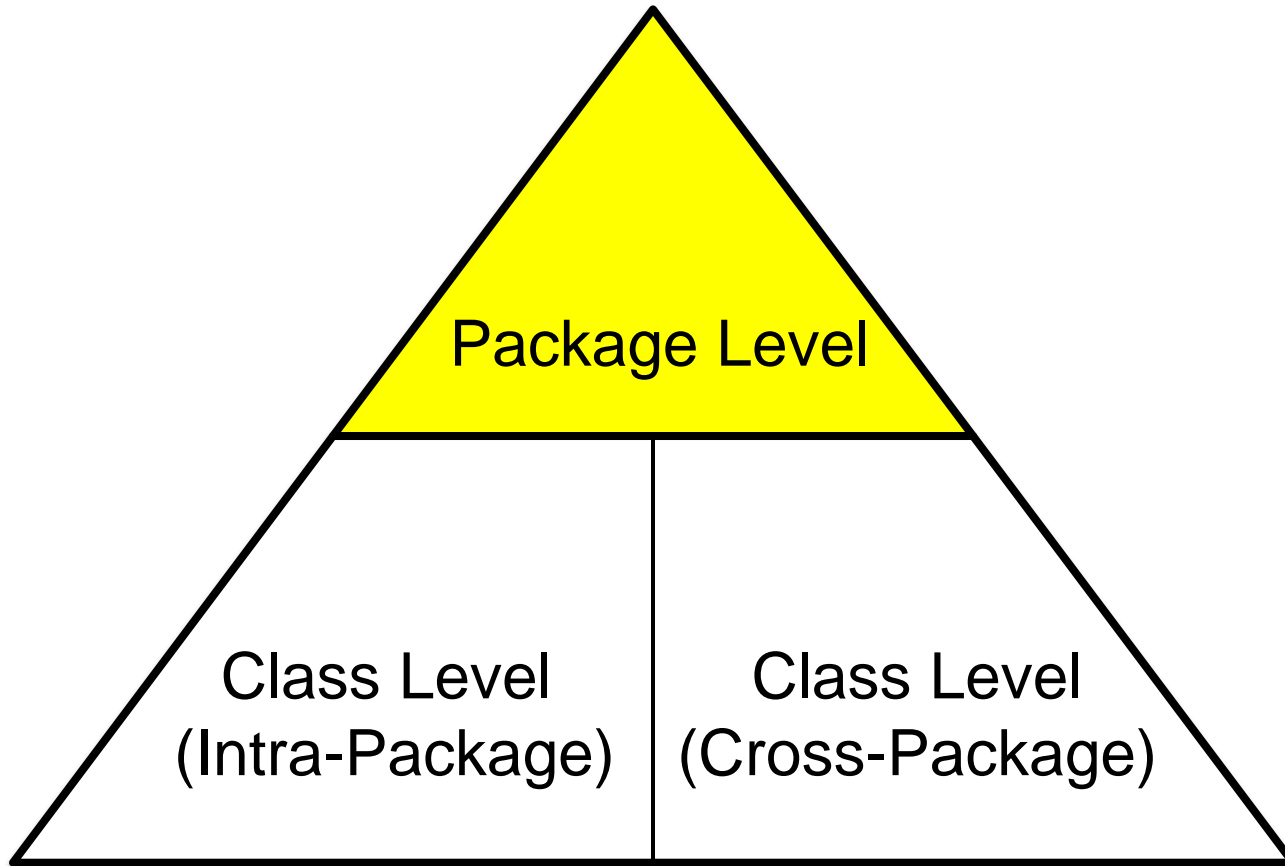 Package Level
Class Level
(Intra-Package)
Class Level
(Cross-Package)